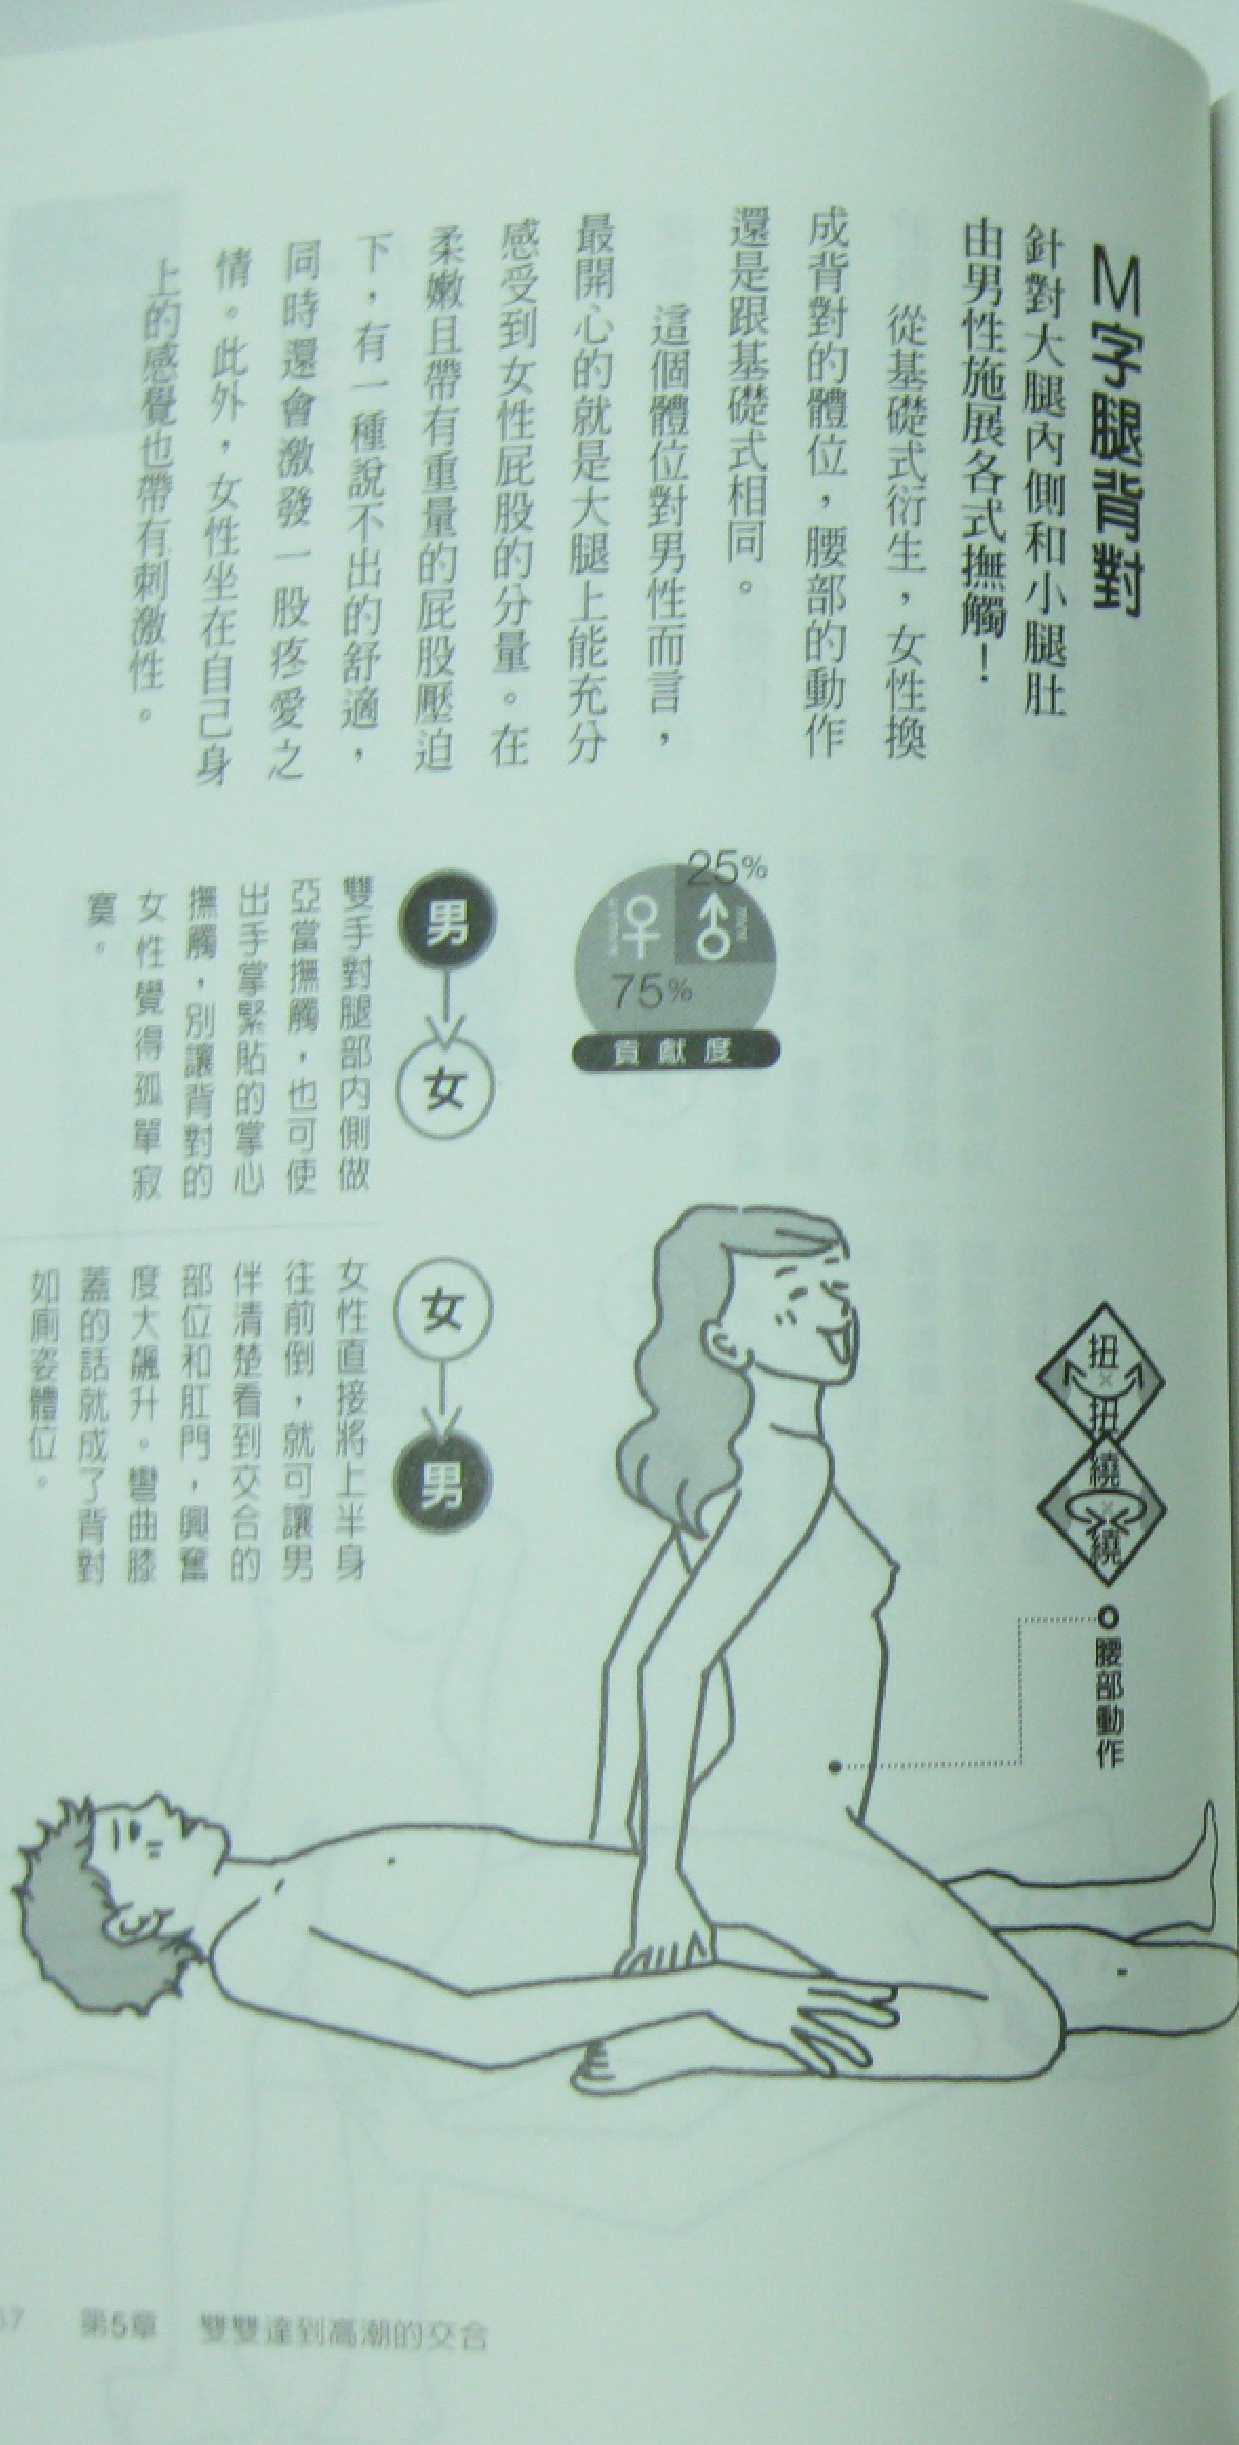 M字腿背對
針對大腿內側和小腿肚
由男性施展各式撫觸！
從基礎式衍生，女性換
成背對的體位，腰部的動作
還是跟基礎式相同。
這個體位對男性而言，
最開心的就是大腿上能充分
感受到女性屁股的分量。在
柔嫩且帶有重量的屁股壓迫
下，有一種說不出的舒適，
同時還會激發一股疼愛之
情。此外，女性坐在自己身
上的感覺也帶有刺激性。
25%
75%
貢獻度
男
女
雙手對腿部內側做
亞當撫觸，也可使
出手掌緊貼的掌心
撫觸，別讓背對的
女性覺得孤單寂
寞。
女
男
女性直接將上半身
往前倒，就可讓男
伴清楚看到交合的
部位和肛門，興奮
度大飆升。彎曲膝
蓋的話就成了背對
如廁姿體位。
扭×扭
繞×繞
腰部動作
第5章 雙雙達到高潮的交合